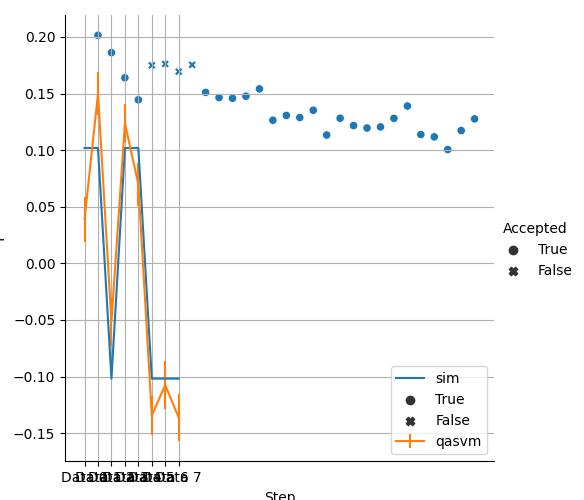 0.20
0.15
0.10
0.05
0.00
−0.05
−0.10
−0.15
Accepted
True
False
sim
True
False
qasvm
Step